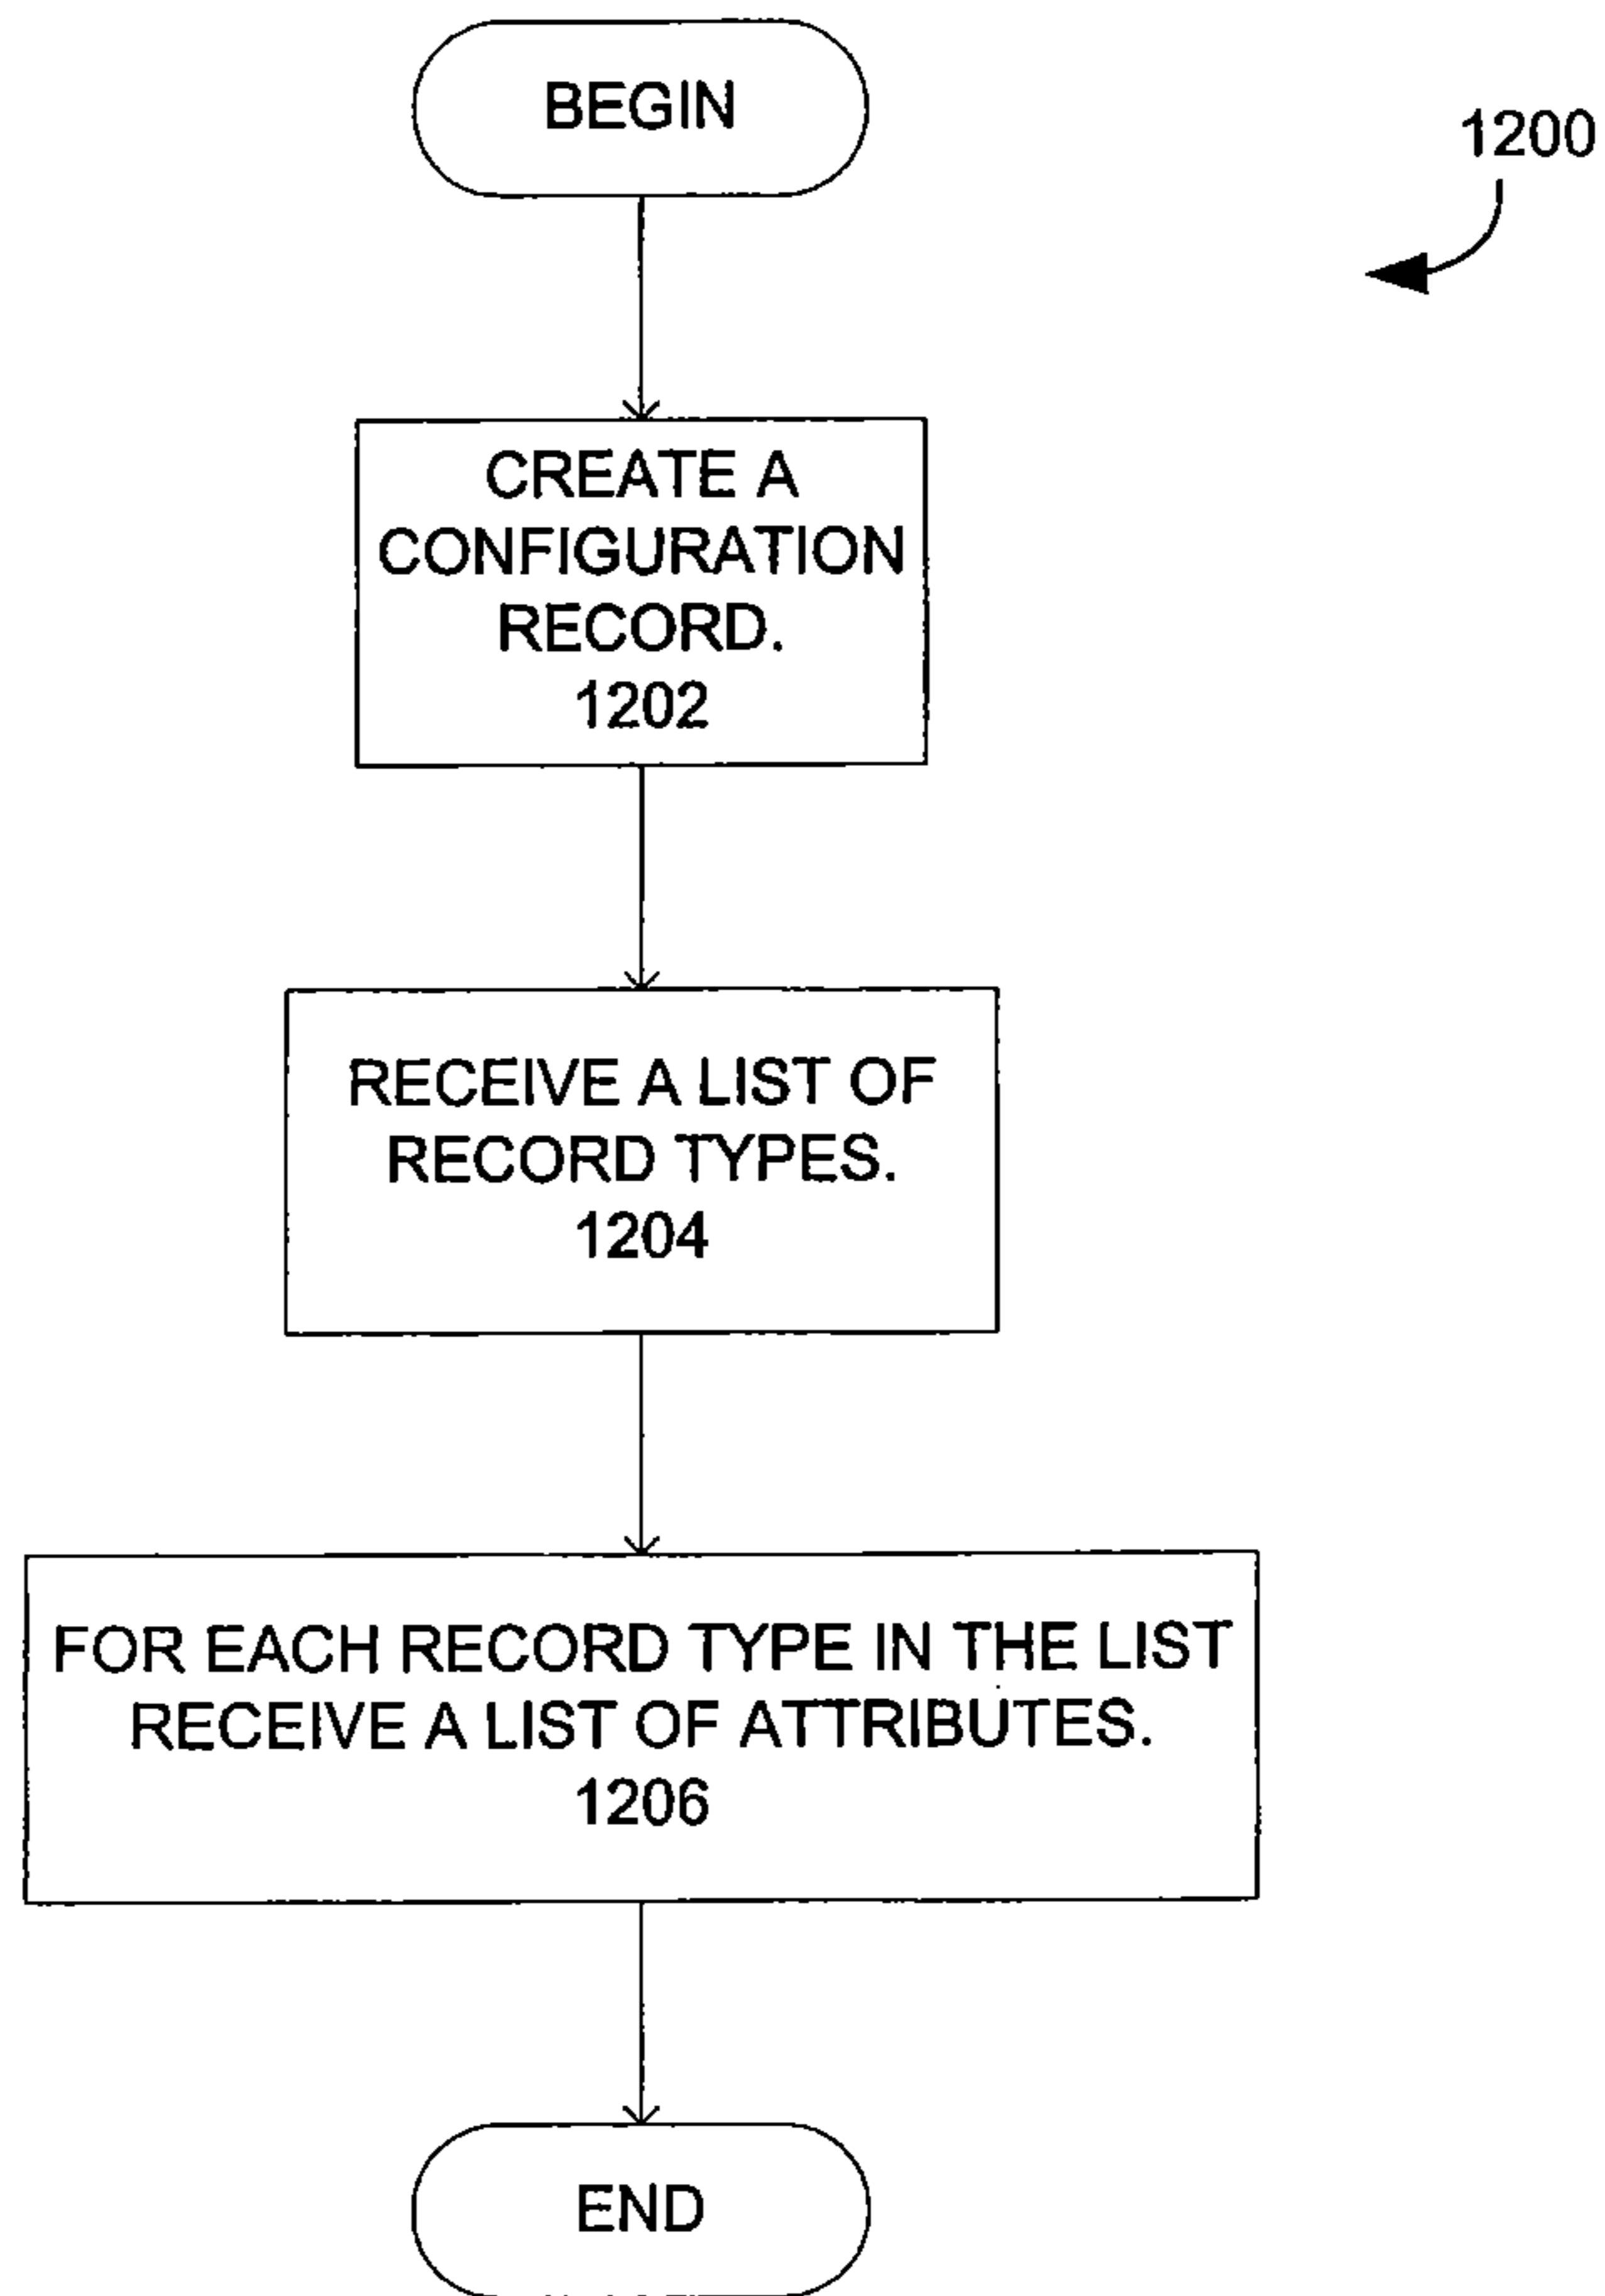 BEGIN
1200
CREATE A
CONFIGURATION
RECORD.
1202
RECEIVE A LIST OF
RECORD TYPES.
1204
FOR EACH RECORD TYPE IN THE LIST
RECEIVE A LIST OF ATTRIBUTES.
1206
END